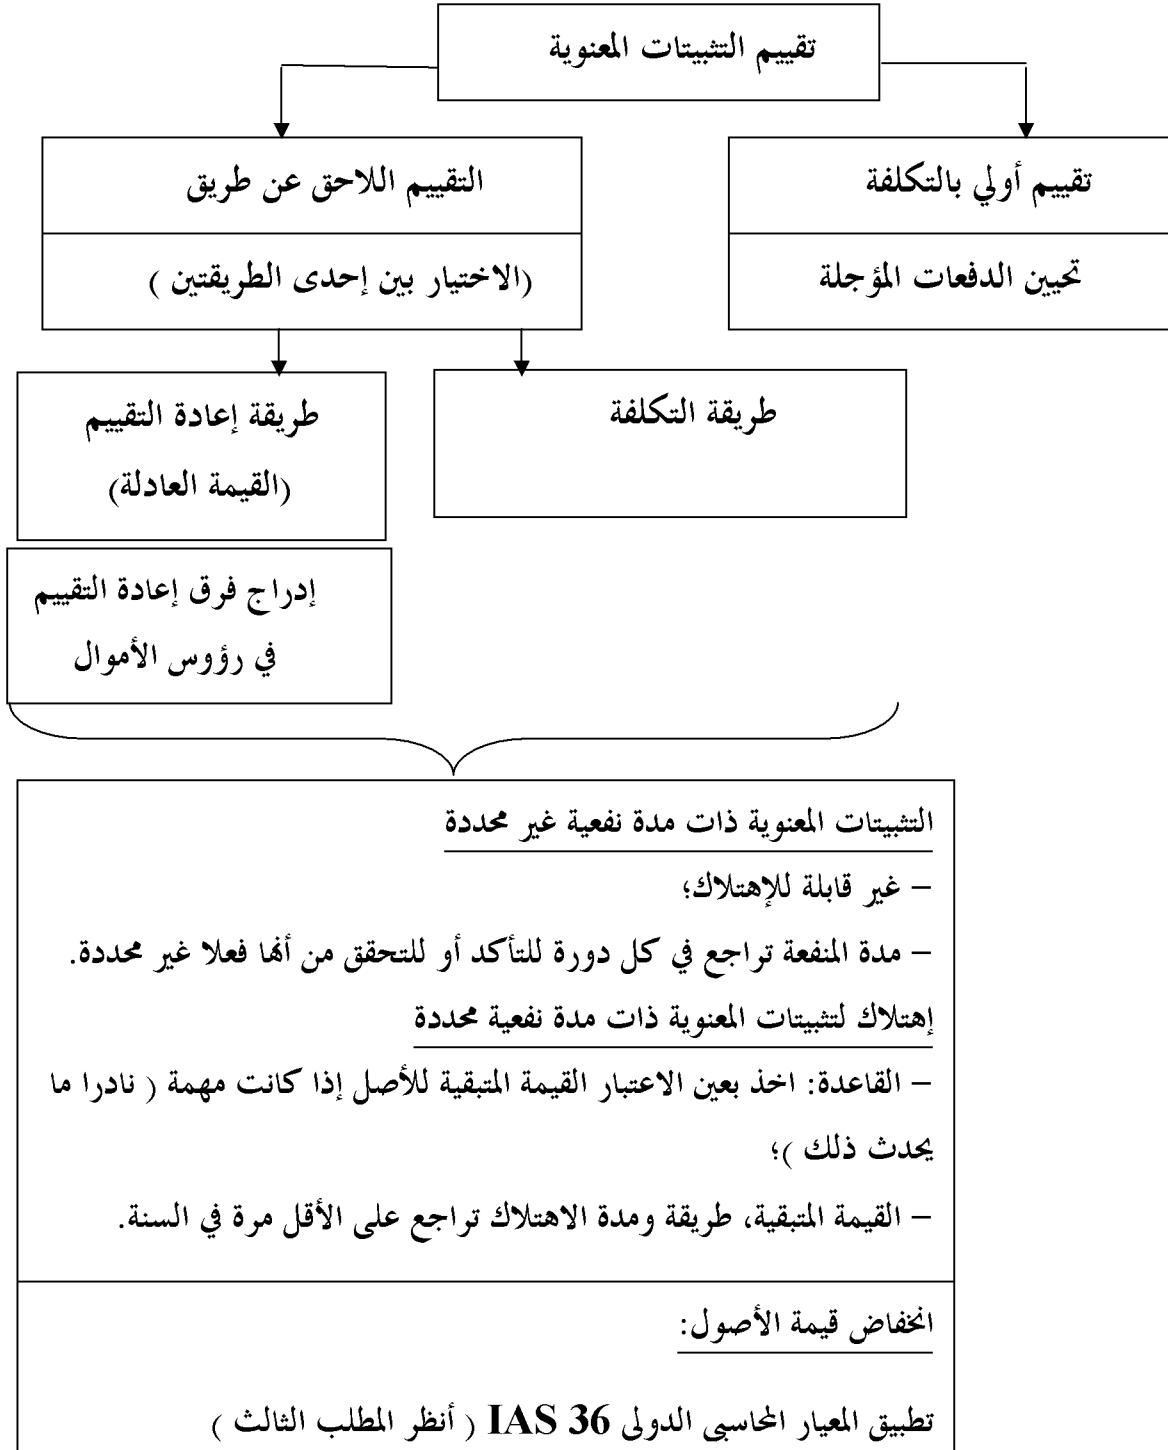 تقييم التثبيتات المعنوية
تقييم أولي بالتكلفة
تحيين الدفعات المؤجلة
التقييم اللاحق عن طريق
(الاختيار بين إحدى الطريقتين )
طريقة التكلفة
طريقة إعادة التقييم
(القيمة العادلة)
إدراج فرق إعادة التقييم
في رؤوس الأموال
التثبيتات المعنوية ذات مدة نفعية غير محددة
– غير قابلة للإهتلاك؛
– مدة المنفعة تراجع في كل دورة للتأكد أو للتحقق من أنها فعلا غير محددة.
إهتلاك لتثبيتات المعنوية ذات مدة نفعية محددة
– القاعدة: اخذ بعين الاعتبار القيمة المتبقية للأصل إذا كانت مهمة ( نادرا ما
يحدث ذلك )؛
– القيمة المتبقية، طريقة ومدة الاهتلاك تراجع على الأقل مرة في السنة.
انخفاض قيمة الأصول:
تطبيق المعيار المحاسبي الدولي IAS 36 ( أنظر المطلب الثالث )